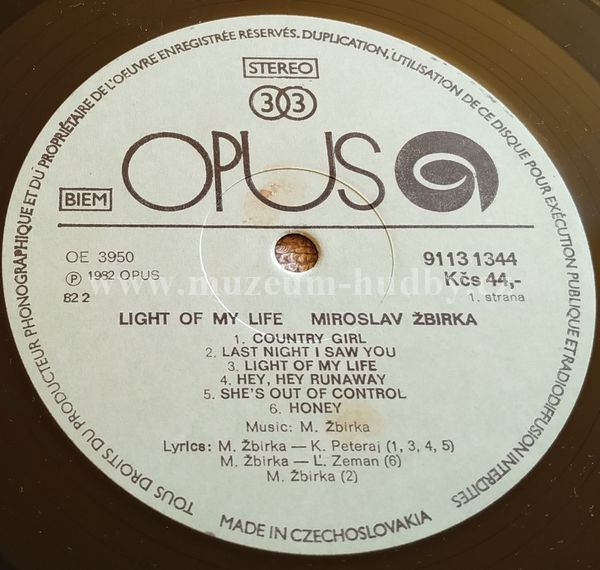 TOUS DROITS DU PRODUCTEUR PHONOGRAPHIQUE ET DU PROPRIÉTAIRE DE L'OEUVRE ENREGISTRÉE RÉSERVÉS. DUPLICATION, UTILISATION DE CE DISQUE POUR EXÉCUTION PUBLIQUE ET RADIODIFFUSION INTERDITES
STEREO
33
OPUS
BIEM
OE 3950
Ⓟ 1982 OPUS
82 2
9113 1344
Kčs 44,-
1. strana
www.muzeum-hudby.
LIGHT OF MY LIFE MIROSLAV ŽBIRKA
1. COUNTRY GIRL
2. LAST NIGHT I SAW YOU
3. LIGHT OF MY LIFE
4. HEY, HEY RUNAWAY
5. SHE'S OUT OF CONTROL
6. HONEY
Music: M. Žbirka
Lyrics: M. Žbirka — K. Peteraj (1, 3, 4, 5)
M. Žbirka — Ľ. Zeman (6)
M. Žbirka (2)
MADE IN CZECHOSLOVAKIA